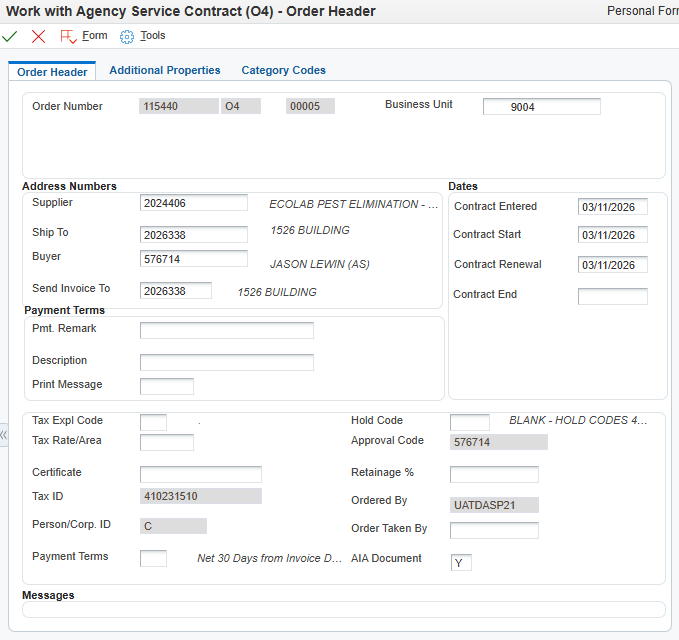 Work with Agency Service Contract (O4) - Order Header
Personal For
Form Tools
Order Header Additional Properties Category Codes
Order Number 115440 O4 00005 Business Unit 9004
Address Numbers
Supplier 2024406 ECOLAB PEST ELIMINATION - ...
Ship To 2026338 1526 BUILDING
Buyer 576714 JASON LEWIN (AS)
Send Invoice To 2026338 1526 BUILDING
Dates
Contract Entered 03/11/2026
Contract Start 03/11/2026
Contract Renewal 03/11/2026
Contract End
Payment Terms
Pmt. Remark
Description
Print Message
Tax Expl Code . Hold Code BLANK - HOLD CODES 4...
Tax Rate/Area Approval Code 576714
Certificate Retainage %
Tax ID 410231510 Ordered By UATDASP21
Person/Corp. ID C Order Taken By
Payment Terms Net 30 Days from Invoice D... AIA Document Y
Messages